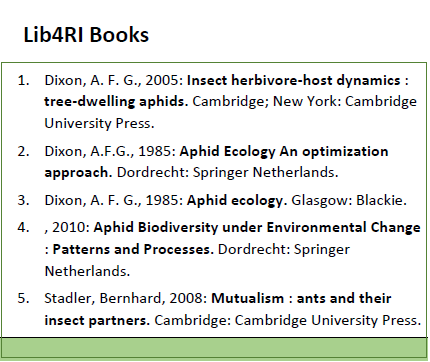 Lib4RI Books
1. Dixon, A. F. G., 2005: Insect herbivore-host dynamics :
tree-dwelling aphids. Cambridge; New York: Cambridge
University Press.
2. Dixon, A.F.G., 1985: Aphid Ecology An optimization
approach. Dordrecht: Springer Netherlands.
3. Dixon, A. F. G., 1985: Aphid ecology. Glasgow: Blackie.
4. , 2010: Aphid Biodiversity under Environmental Change
: Patterns and Processes. Dordrecht: Springer
Netherlands.
5. Stadler, Bernhard, 2008: Mutualism : ants and their
insect partners. Cambridge: Cambridge University Press.